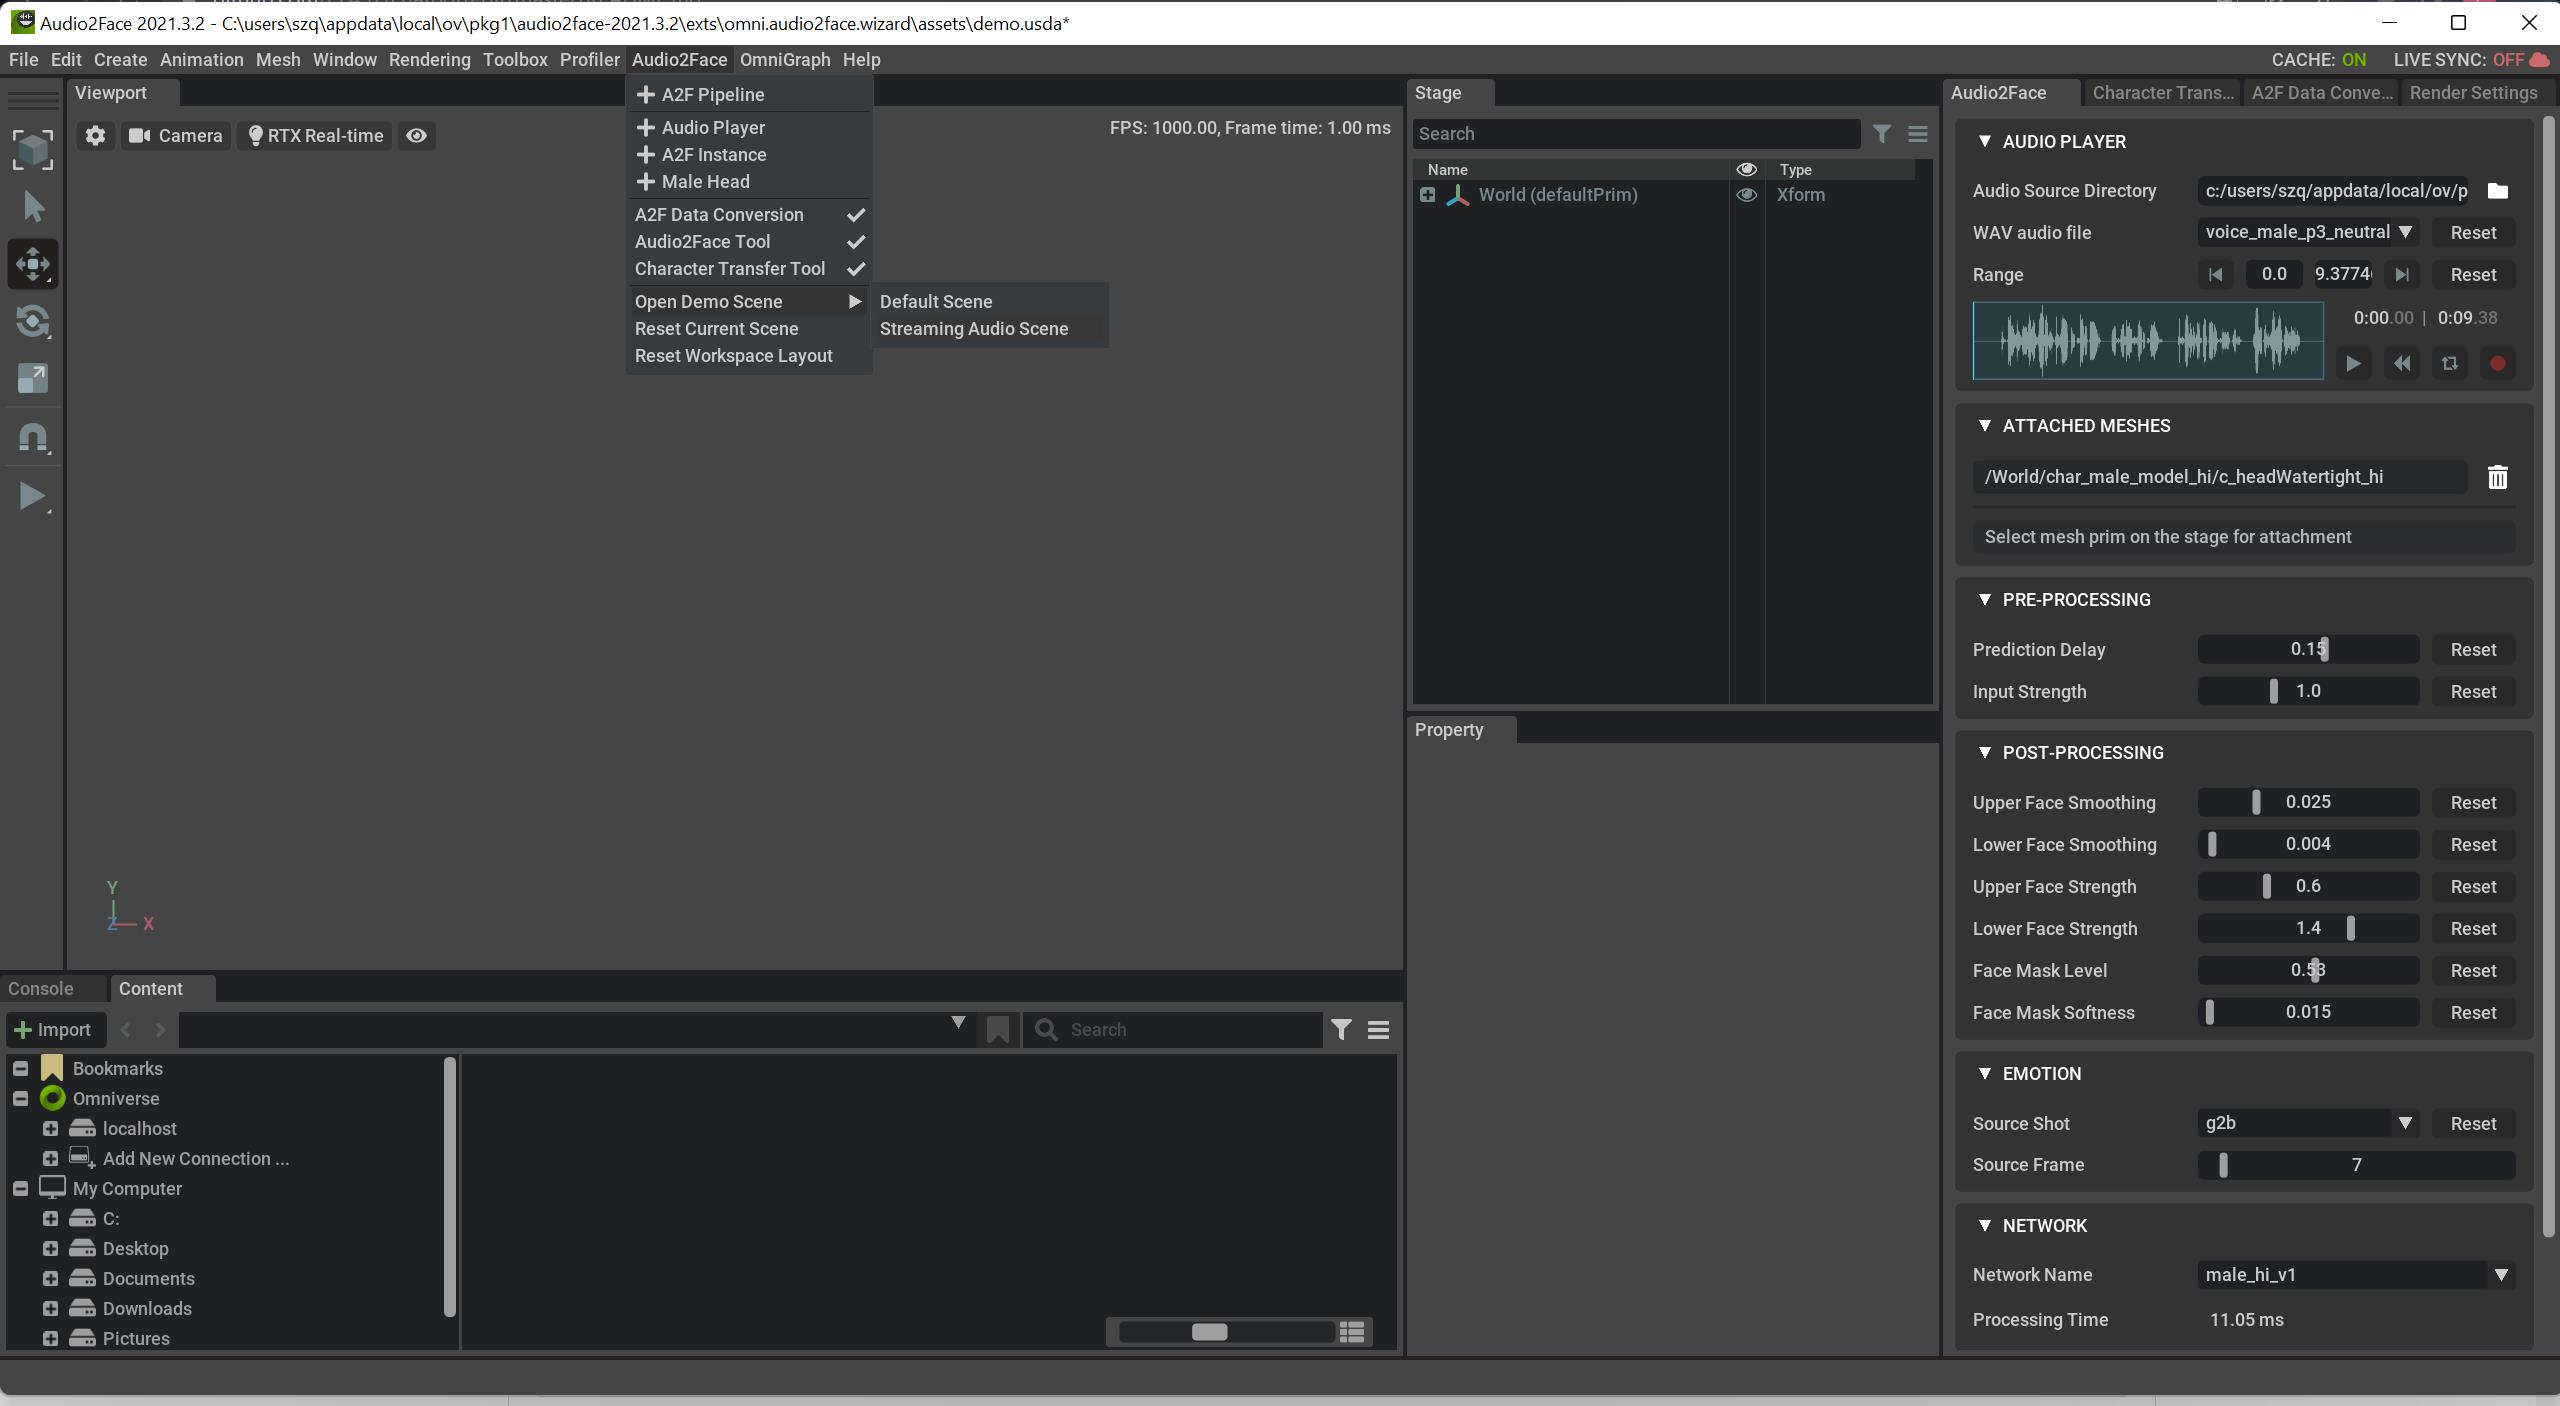 Audio2Face 2021.3.2 - C:\users\szq\appdata\local\ov\pkg1\audio2face-2021.3.2\exts\omni.audio2face.wizard\assets\demo.usda*
File Edit Create Animation Mesh Window Rendering Toolbox Profiler Audio2Face OmniGraph Help
CACHE: ON LIVE SYNC: OFF
Viewport
Camera RTX Real-time
FPS: 1000.00, Frame time: 1.00 ms
A2F Pipeline
Audio Player
A2F Instance
Male Head
A2F Data Conversion
Audio2Face Tool
Character Transfer Tool
Open Demo Scene
Reset Current Scene
Reset Workspace Layout
Default Scene
Streaming Audio Scene
Y
Z X
Stage
Search
Name Type
World (defaultPrim) Xform
Property
Audio2Face Character Trans... A2F Data Conve... Render Settings
AUDIO PLAYER
Audio Source Directory c:/users/szq/appdata/local/ov/p
WAV audio file voice_male_p3_neutral Reset
Range 0.0 9.3774 Reset
0:00.00 | 0:09.38
ATTACHED MESHES
/World/char_male_model_hi/c_headWatertight_hi
Select mesh prim on the stage for attachment
PRE-PROCESSING
Prediction Delay 0.15 Reset
Input Strength 1.0 Reset
POST-PROCESSING
Upper Face Smoothing 0.025 Reset
Lower Face Smoothing 0.004 Reset
Upper Face Strength 0.6 Reset
Lower Face Strength 1.4 Reset
Face Mask Level 0.53 Reset
Face Mask Softness 0.015 Reset
EMOTION
Source Shot g2b Reset
Source Frame 7
NETWORK
Network Name male_hi_v1
Processing Time 11.05 ms
Console Content
Import
Search
Bookmarks
Omniverse
localhost
Add New Connection ...
My Computer
C:
Desktop
Documents
Downloads
Pictures